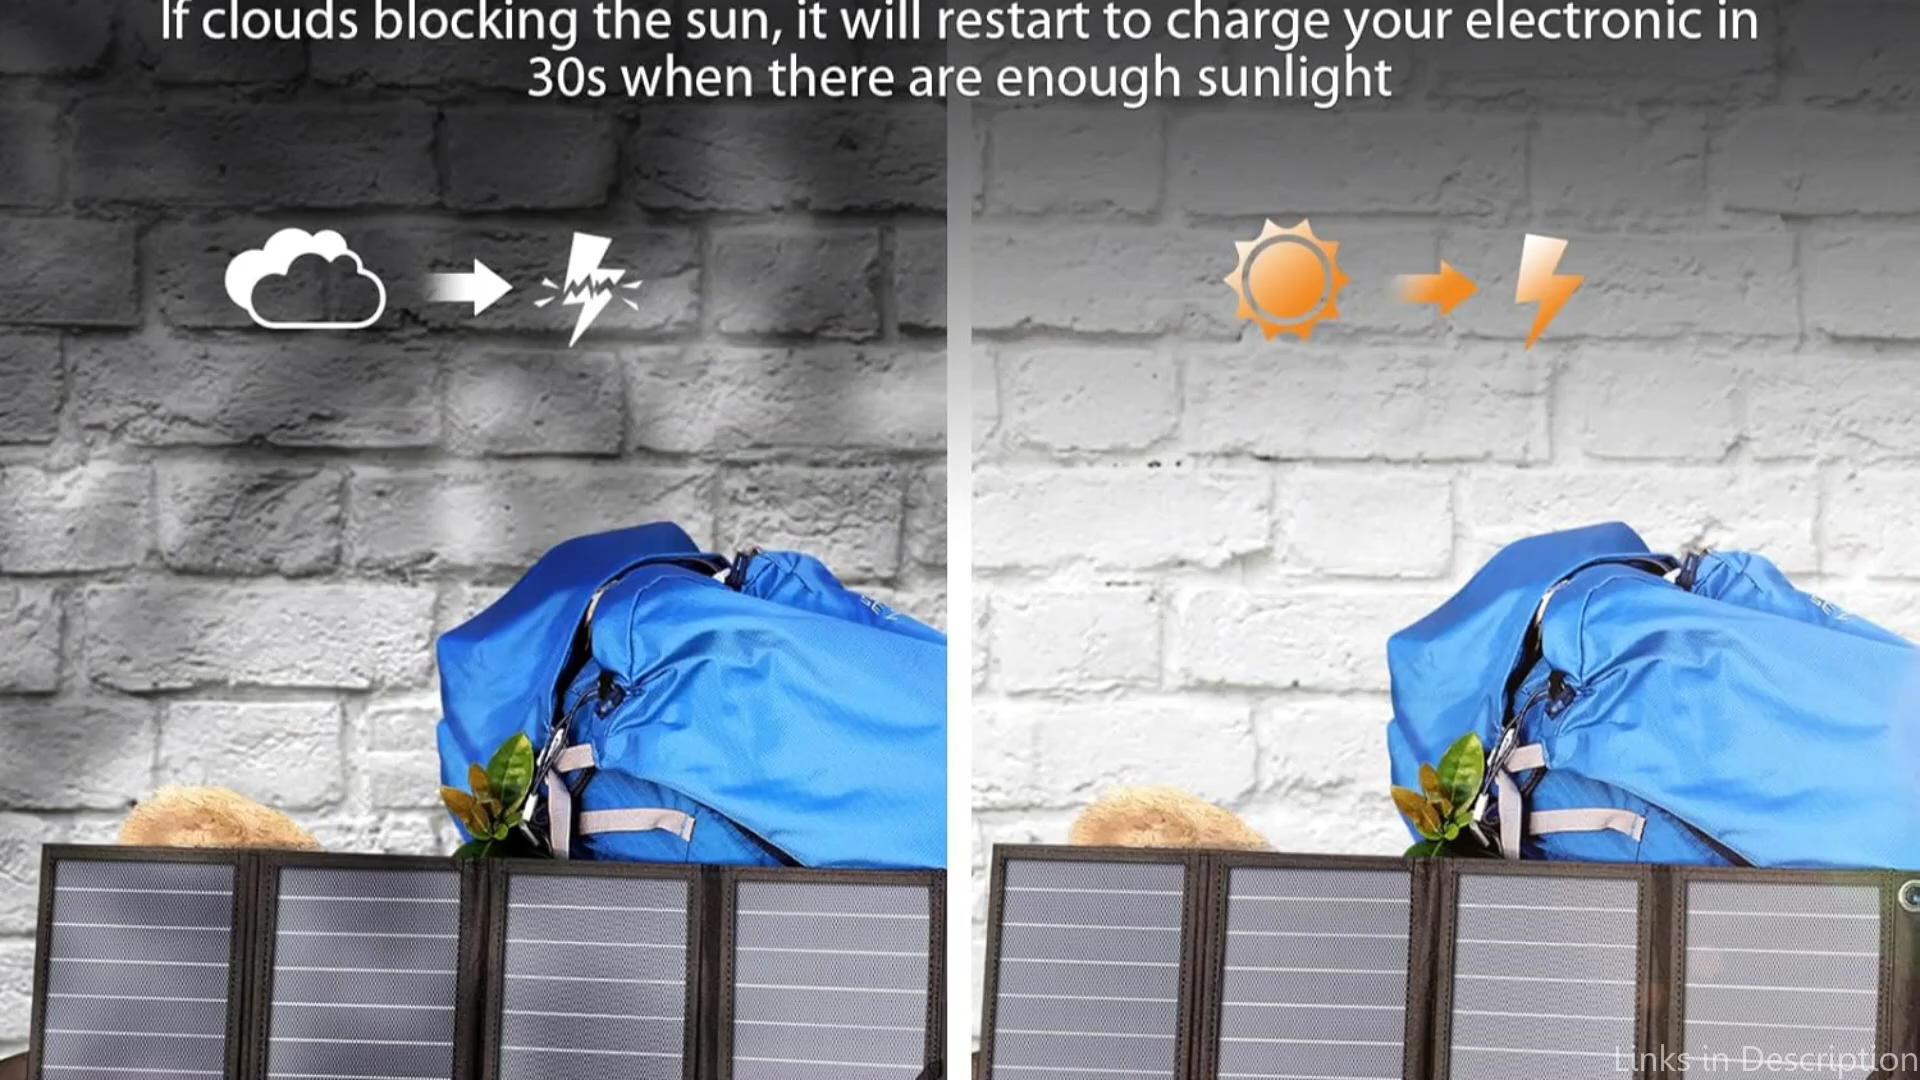 If clouds blocking the sun, it will restart to charge your electronic in
30s when there are enough sunlight
Links in Description